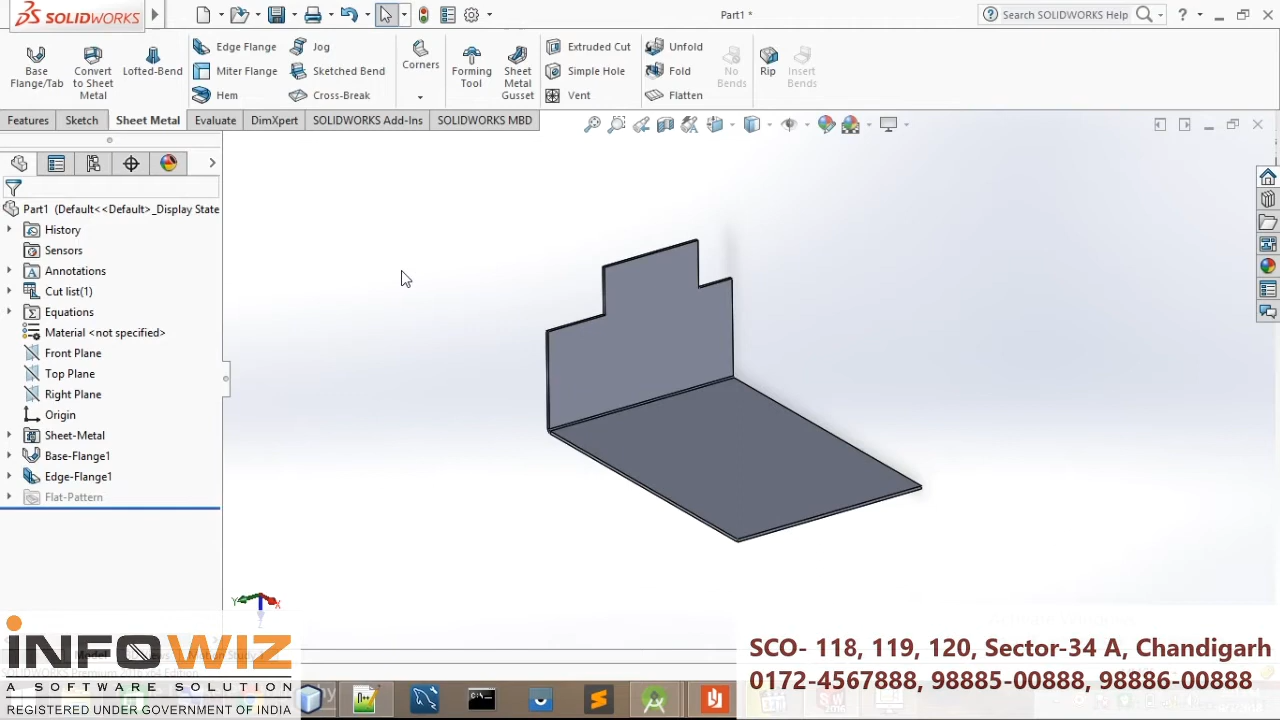 SOLIDWORKS
Part1 *
Search SOLIDWORKS Help
Base Flange/Tab
Convert to Sheet Metal
Lofted-Bend
Edge Flange
Miter Flange
Hem
Jog
Sketched Bend
Cross-Break
Corners
Forming Tool
Sheet Metal Gusset
Extruded Cut
Simple Hole
Vent
Unfold
Fold
Flatten
No Bends
Rip
Insert Bends
Features
Sketch
Sheet Metal
Evaluate
DimXpert
SOLIDWORKS Add-Ins
SOLIDWORKS MBD
Part1 (Default<<Default>_Display State
History
Sensors
Annotations
Cut list(1)
Equations
Material <not specified>
Front Plane
Top Plane
Right Plane
Origin
Sheet-Metal
Base-Flange1
Edge-Flange1
Flat-Pattern
INFOWIZ
A SOFTWARE SOLUTION
REGISTERED UNDER GOVERNMENT OF INDIA
SCO- 118, 119, 120, Sector-34 A, Chandigarh
0172-4567888, 98885-00888, 98886-00888